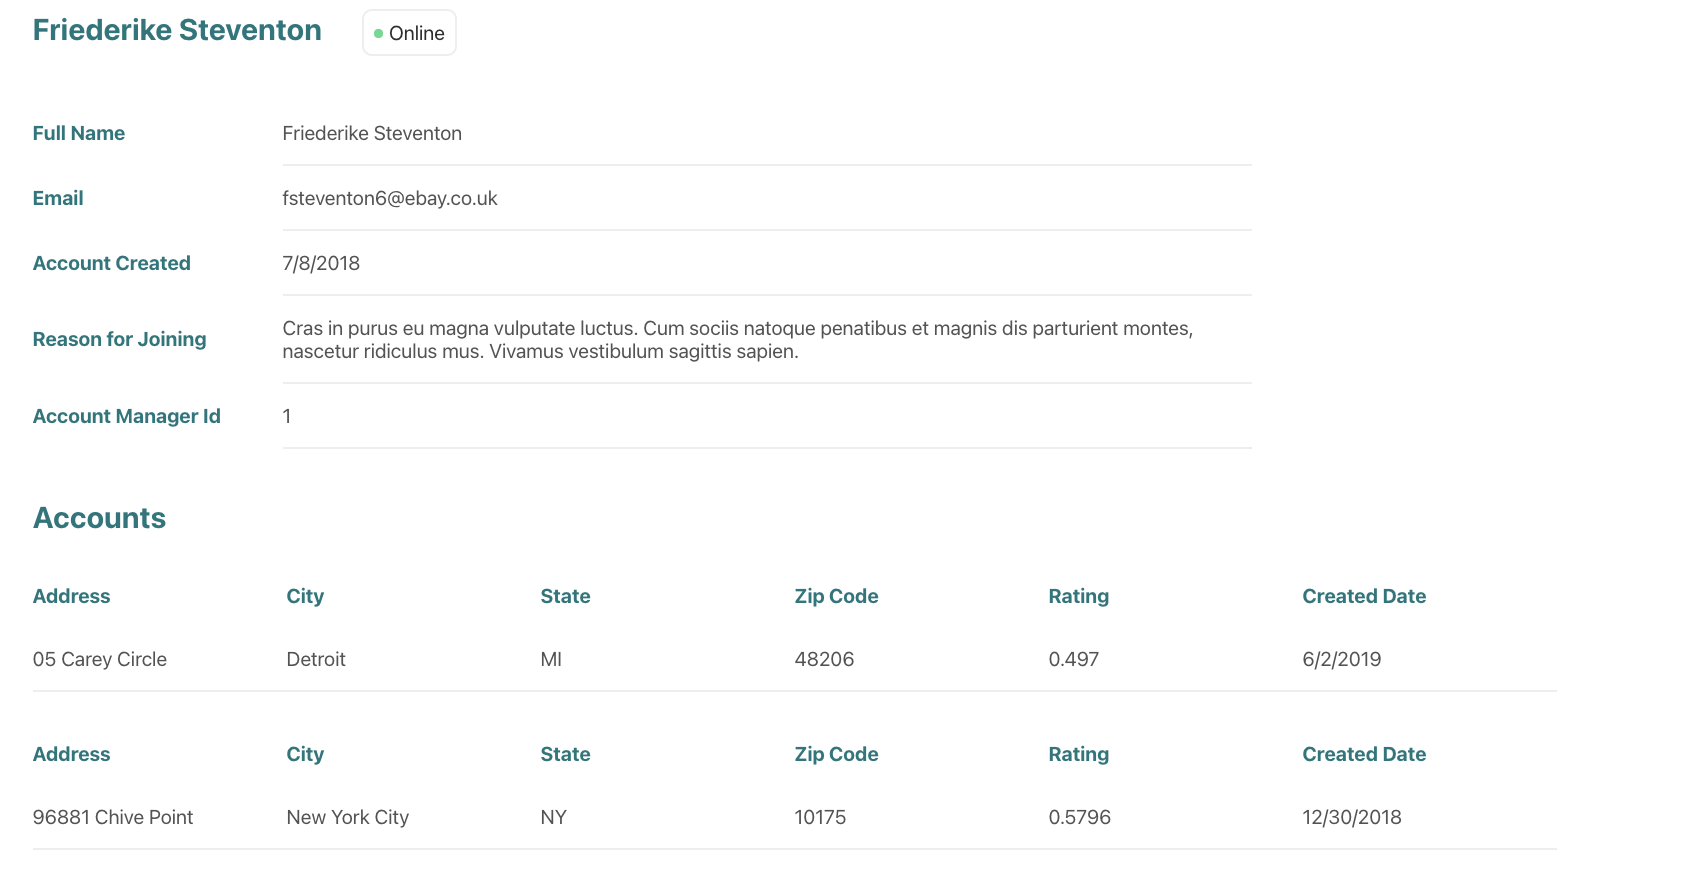 Friederike Steventon
Online
Full Name
Friederike Steventon
Email
fsteventon6@ebay.co.uk
Account Created
7/8/2018
Reason for Joining
Cras in purus eu magna vulputate luctus. Cum sociis natoque penatibus et magnis dis parturient montes,
nascetur ridiculus mus. Vivamus vestibulum sagittis sapien.
Account Manager Id
1
Accounts
Address City State Zip Code Rating Created Date
05 Carey Circle Detroit MI 48206 0.497 6/2/2019
Address City State Zip Code Rating Created Date
96881 Chive Point New York City NY 10175 0.5796 12/30/2018